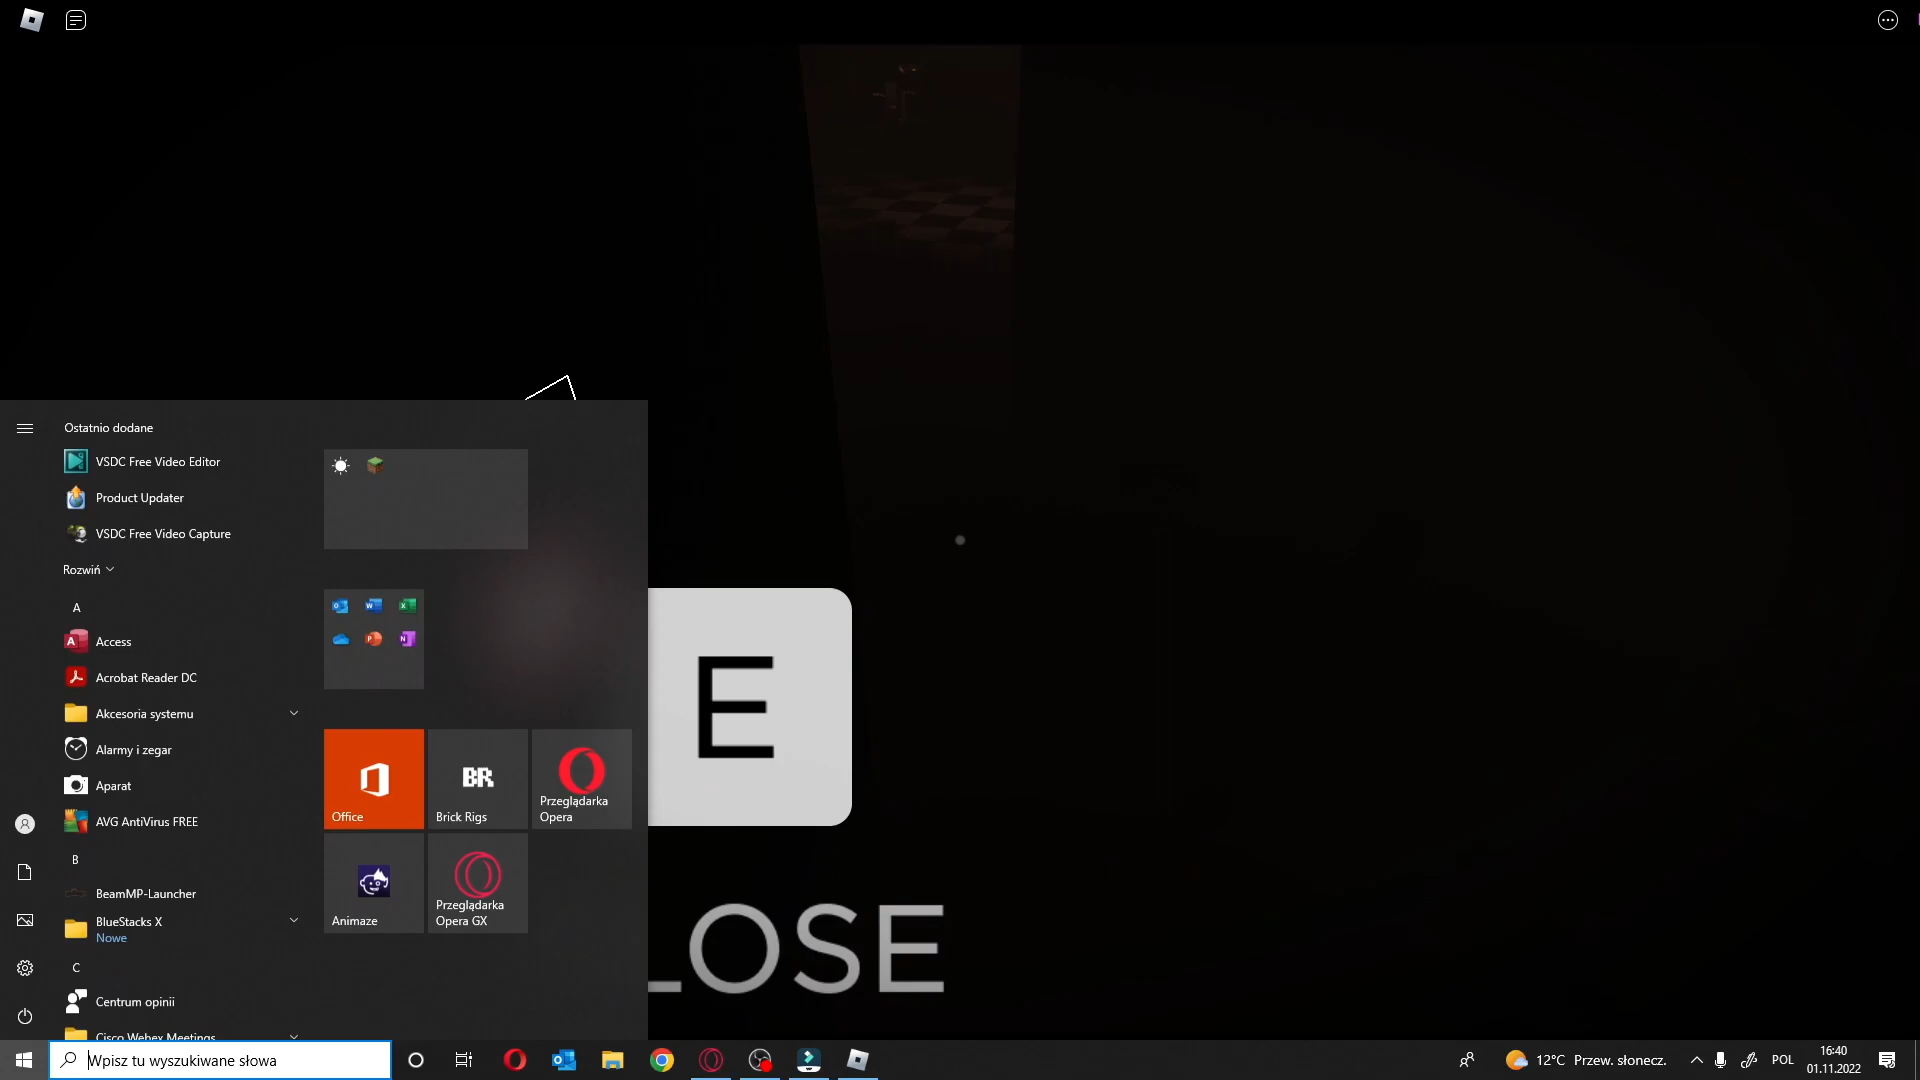 Ostatnio dodane
VSDC Free Video Editor
Product Updater
VSDC Free Video Capture
Rozwiń
A
Access
Acrobat Reader DC
Akcesoria systemu
Alarmy i zegar
Aparat
AVG AntiVirus FREE
B
BeamMP-Launcher
BlueStacks X
Nowe
C
Centrum opinii
Cisco Webex Meetings
Office
BR
Brick Rigs
Przeglądarka
Opera
Animaze
Przeglądarka
Opera GX
E
LOSE
Wpisz tu wyszukiwane słowa
12°C Przew. słonecz.
POL
16:40
01.11.2022